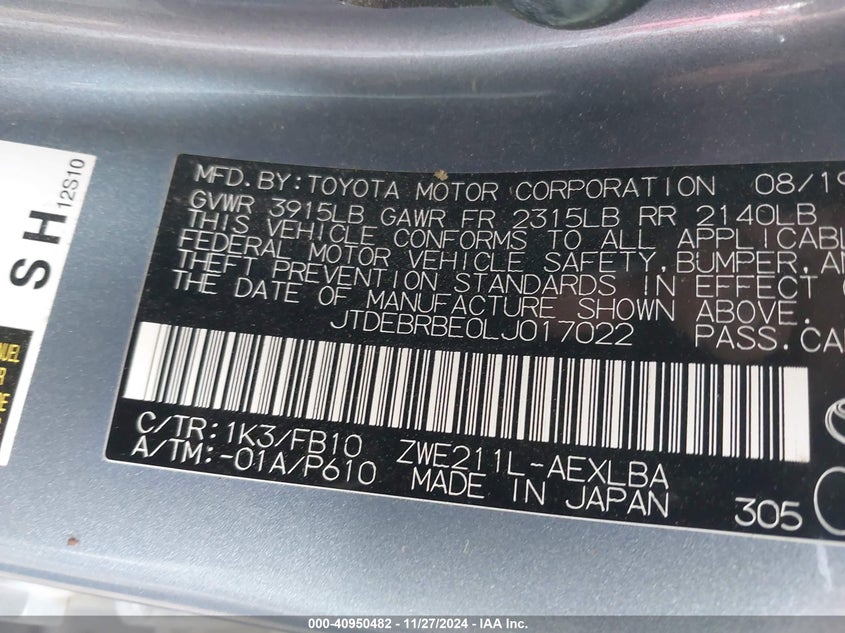 MFD. BY: TOYOTA MOTOR CORPORATION 08/19
GVWR 3915LB GAWR FR 2315LB RR 2140LB
THIS VEHICLE CONFORMS TO ALL APPLICABL
FEDERAL MOTOR VEHICLE SAFETY, BUMPER, AN
THEFT PREVENTION STANDARDS IN EFFECT
THE DATE OF MANUFACTURE SHOWN ABOVE.
JTDEBRBE0LJ017022 PASS. CA
C/TR: 1K3/FB10 ZWE211L-AEXLBA
A/TM: -01A/P610 MADE IN JAPAN 305
SH
12S10
000-40950482 - 11/27/2024 - IAA Inc.